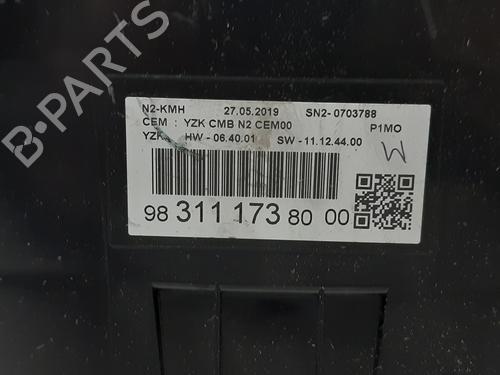 N2-KMH 27.05.2019 SN2- 0703788
CEM : YZK CMB N2 CEM00 P1MO
YZK HW - 06.40.01 SW - 11.12.44.00
M
98 311 173 80 00
B-PARTS